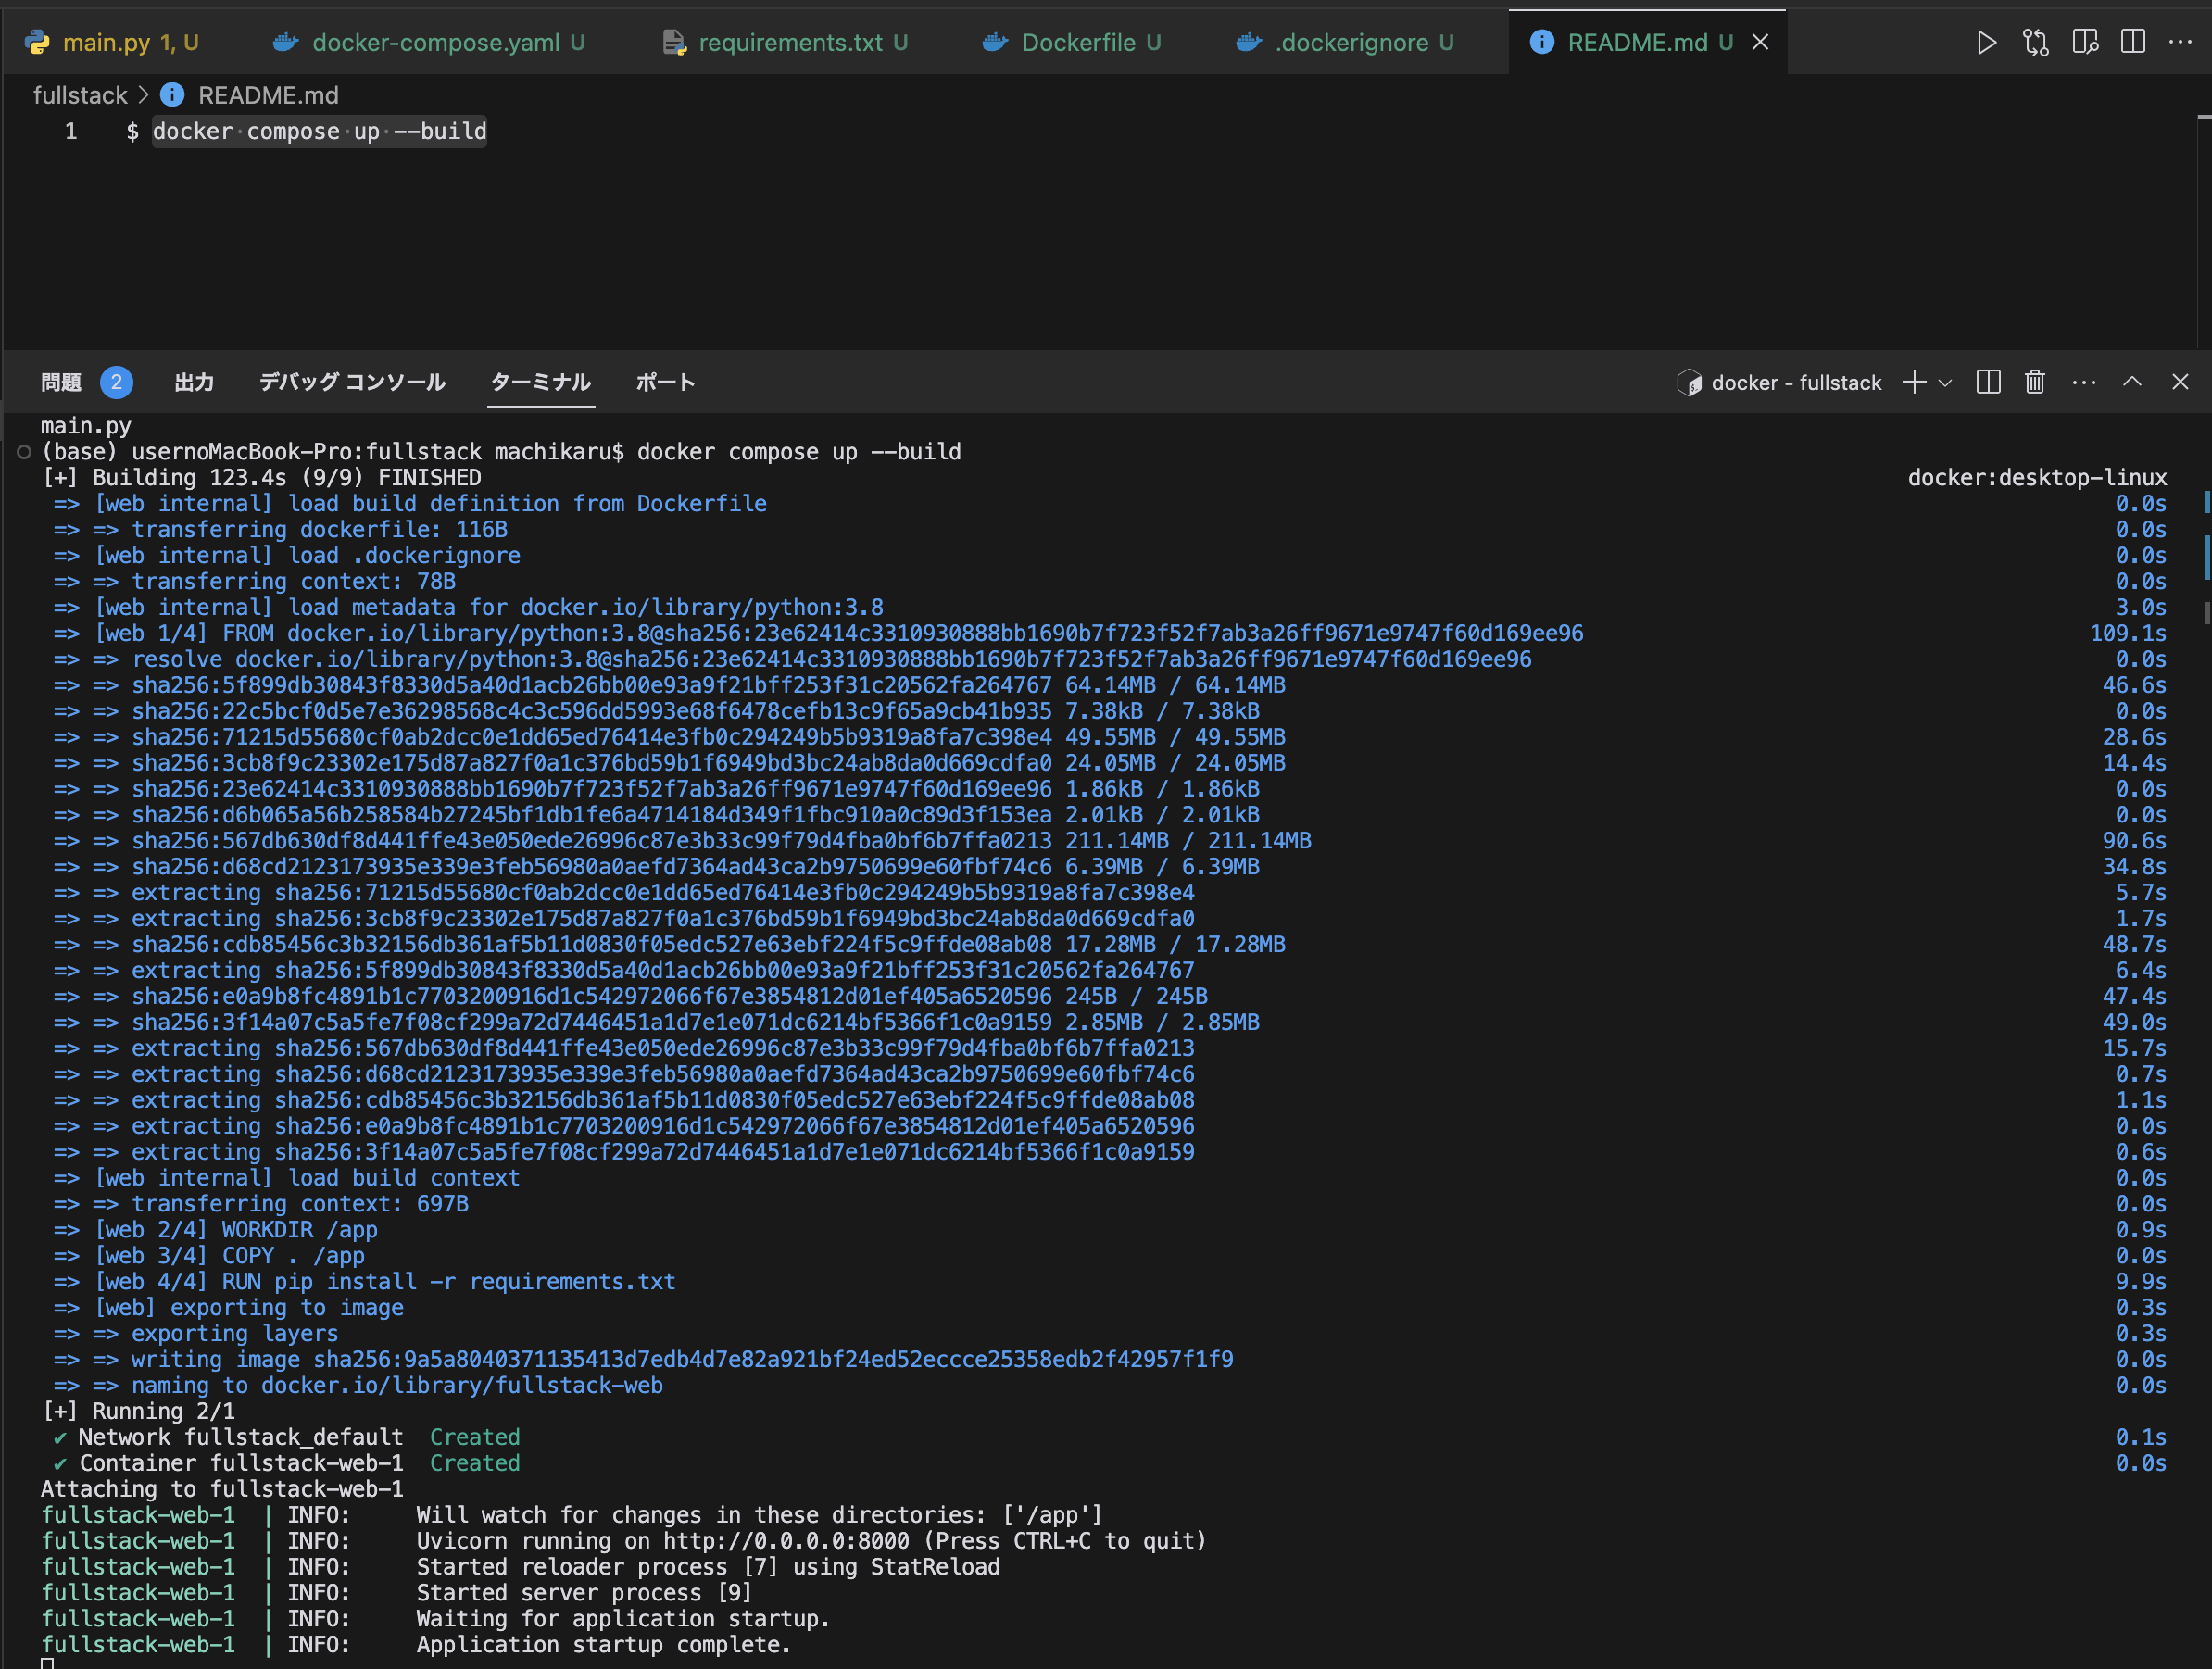 main.py 1, U docker-compose.yaml U requirements.txt U Dockerfile U .dockerignore U README.md U
fullstack > README.md
1 $ docker compose up --build
問題 2 出力 デバッグ コンソール ターミナル ポート docker - fullstack
main.py
(base) usernoMacBook-Pro:fullstack machikaru$ docker compose up --build
[+] Building 123.4s (9/9) FINISHED docker:desktop-linux
=> [web internal] load build definition from Dockerfile 0.0s
=> => transferring dockerfile: 116B 0.0s
=> [web internal] load .dockerignore 0.0s
=> => transferring context: 78B 0.0s
=> [web internal] load metadata for docker.io/library/python:3.8 3.0s
=> [web 1/4] FROM docker.io/library/python:3.8@sha256:23e62414c3310930888bb1690b7f723f52f7ab3a26ff9671e9747f60d169ee96 109.1s
=> => resolve docker.io/library/python:3.8@sha256:23e62414c3310930888bb1690b7f723f52f7ab3a26ff9671e9747f60d169ee96 0.0s
=> => sha256:5f899db30843f8330d5a40d1acb26bb00e93a9f21bff253f31c20562fa264767 64.14MB / 64.14MB 46.6s
=> => sha256:22c5bcf0d5e7e36298568c4c3c596dd5993e68f6478cefb13c9f65a9cb41b935 7.38kB / 7.38kB 0.0s
=> => sha256:71215d55680cf0ab2dcc0e1dd65ed76414e3fb0c294249b5b9319a8fa7c398e4 49.55MB / 49.55MB 28.6s
=> => sha256:3cb8f9c23302e175d87a827f0a1c376bd59b1f6949bd3bc24ab8da0d669cdfa0 24.05MB / 24.05MB 14.4s
=> => sha256:23e62414c3310930888bb1690b7f723f52f7ab3a26ff9671e9747f60d169ee96 1.86kB / 1.86kB 0.0s
=> => sha256:d6b065a56b258584b27245bf1db1fe6a4714184d349f1fbc910a0c89d3f153ea 2.01kB / 2.01kB 0.0s
=> => sha256:567db630df8d441ffe43e050ede26996c87e3b33c99f79d4fba0bf6b7ffa0213 211.14MB / 211.14MB 90.6s
=> => sha256:d68cd2123173935e339e3feb56980a0aefd7364ad43ca2b9750699e60fbf74c6 6.39MB / 6.39MB 34.8s
=> => extracting sha256:71215d55680cf0ab2dcc0e1dd65ed76414e3fb0c294249b5b9319a8fa7c398e4 5.7s
=> => extracting sha256:3cb8f9c23302e175d87a827f0a1c376bd59b1f6949bd3bc24ab8da0d669cdfa0 1.7s
=> => sha256:cdb85456c3b32156db361af5b11d0830f05edc527e63ebf224f5c9ffde08ab08 17.28MB / 17.28MB 48.7s
=> => extracting sha256:5f899db30843f8330d5a40d1acb26bb00e93a9f21bff253f31c20562fa264767 6.4s
=> => sha256:e0a9b8fc4891b1c7703200916d1c542972066f67e3854812d01ef405a6520596 245B / 245B 47.4s
=> => sha256:3f14a07c5a5fe7f08cf299a72d7446451a1d7e1e071dc6214bf5366f1c0a9159 2.85MB / 2.85MB 49.0s
=> => extracting sha256:567db630df8d441ffe43e050ede26996c87e3b33c99f79d4fba0bf6b7ffa0213 15.7s
=> => extracting sha256:d68cd2123173935e339e3feb56980a0aefd7364ad43ca2b9750699e60fbf74c6 0.7s
=> => extracting sha256:cdb85456c3b32156db361af5b11d0830f05edc527e63ebf224f5c9ffde08ab08 1.1s
=> => extracting sha256:e0a9b8fc4891b1c7703200916d1c542972066f67e3854812d01ef405a6520596 0.0s
=> => extracting sha256:3f14a07c5a5fe7f08cf299a72d7446451a1d7e1e071dc6214bf5366f1c0a9159 0.6s
=> [web internal] load build context 0.0s
=> => transferring context: 697B 0.0s
=> [web 2/4] WORKDIR /app 0.9s
=> [web 3/4] COPY . /app 0.0s
=> [web 4/4] RUN pip install -r requirements.txt 9.9s
=> [web] exporting to image 0.3s
=> => exporting layers 0.3s
=> => writing image sha256:9a5a8040371135413d7edb4d7e82a921bf24ed52eccce25358edb2f42957f1f9 0.0s
=> => naming to docker.io/library/fullstack-web 0.0s
[+] Running 2/1
✔ Network fullstack_default Created 0.1s
✔ Container fullstack-web-1 Created 0.0s
Attaching to fullstack-web-1
fullstack-web-1 | INFO: Will watch for changes in these directories: ['/app']
fullstack-web-1 | INFO: Uvicorn running on http://0.0.0.0:8000 (Press CTRL+C to quit)
fullstack-web-1 | INFO: Started reloader process [7] using StatReload
fullstack-web-1 | INFO: Started server process [9]
fullstack-web-1 | INFO: Waiting for application startup.
fullstack-web-1 | INFO: Application startup complete.